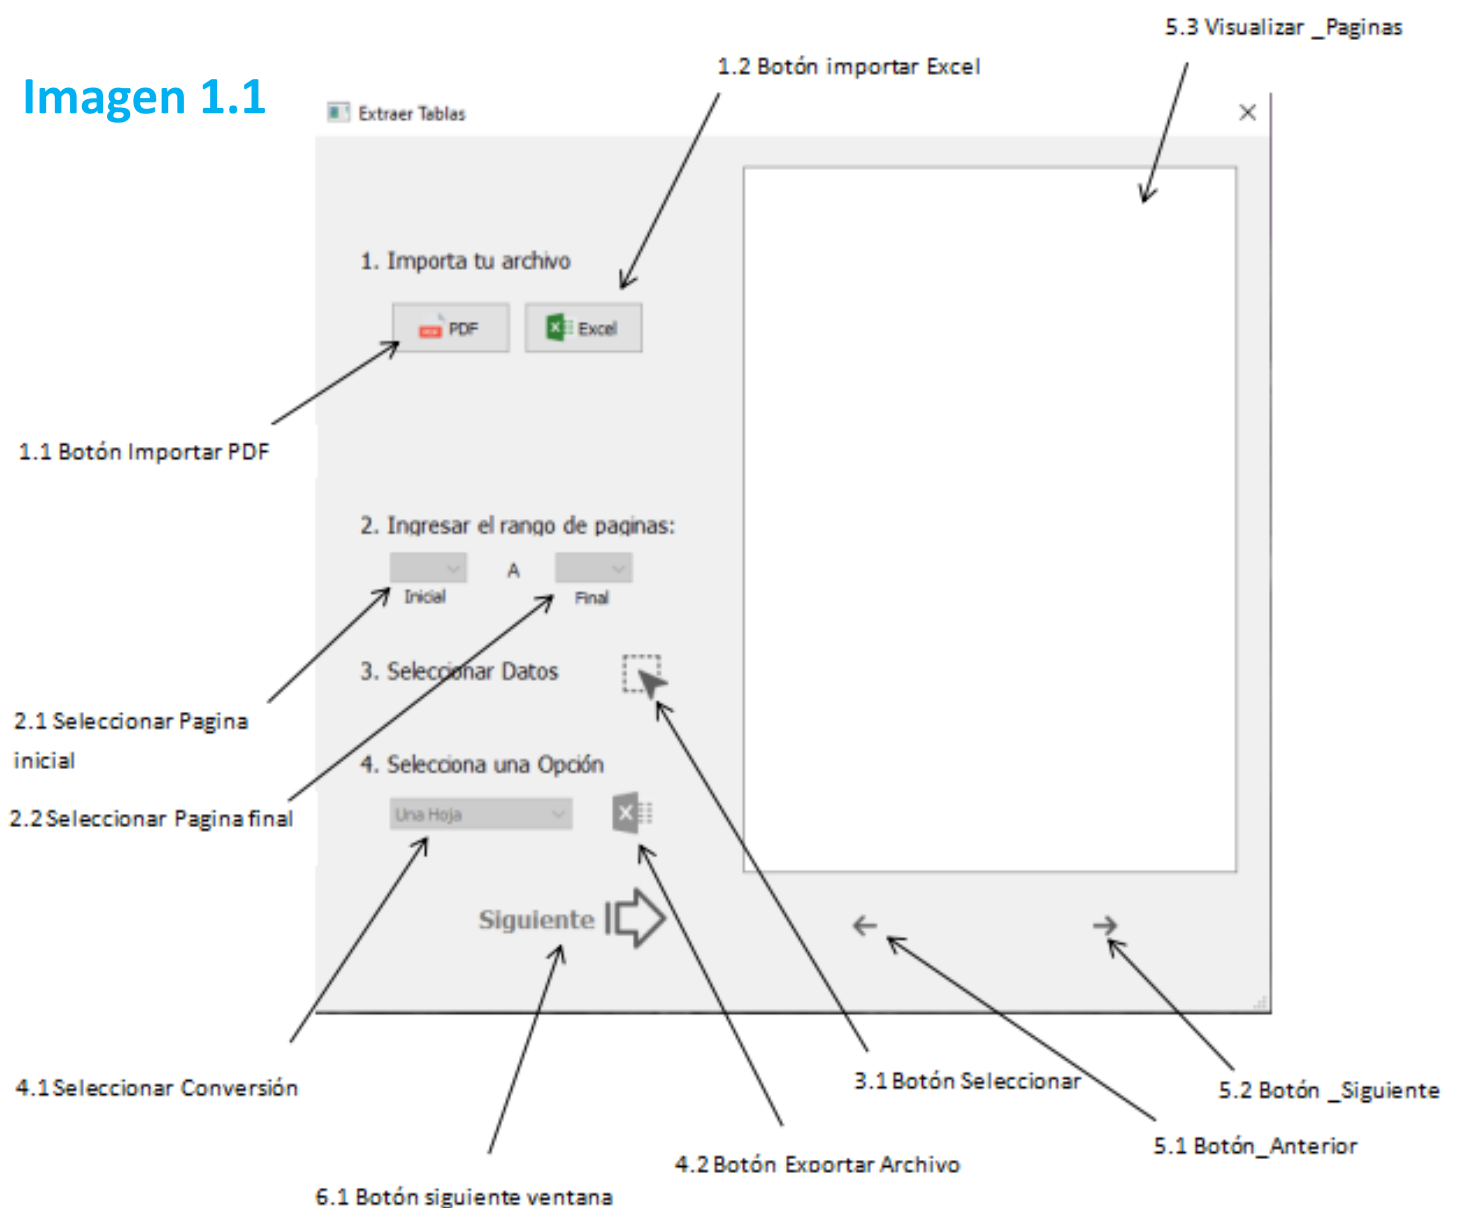 5.3 Visualizar _Paginas
1.2 Botón importar Excel
Imagen 1.1
Extraer Tablas
1. Importa tu archivo
PDF
Excel
1.1 Botón Importar PDF
2. Ingresar el rango de paginas:
A
Inicial
Final
3. Seleccionar Datos
2.1 Seleccionar Pagina
inicial
4. Selecciona una Opción
2.2 Seleccionar Pagina final
Una Hoja
Siguiente
4.1 Seleccionar Conversión
3.1 Botón Seleccionar
5.2 Botón _Siguiente
5.1 Botón_Anterior
4.2 Botón Exportar Archivo
6.1 Botón siguiente ventana